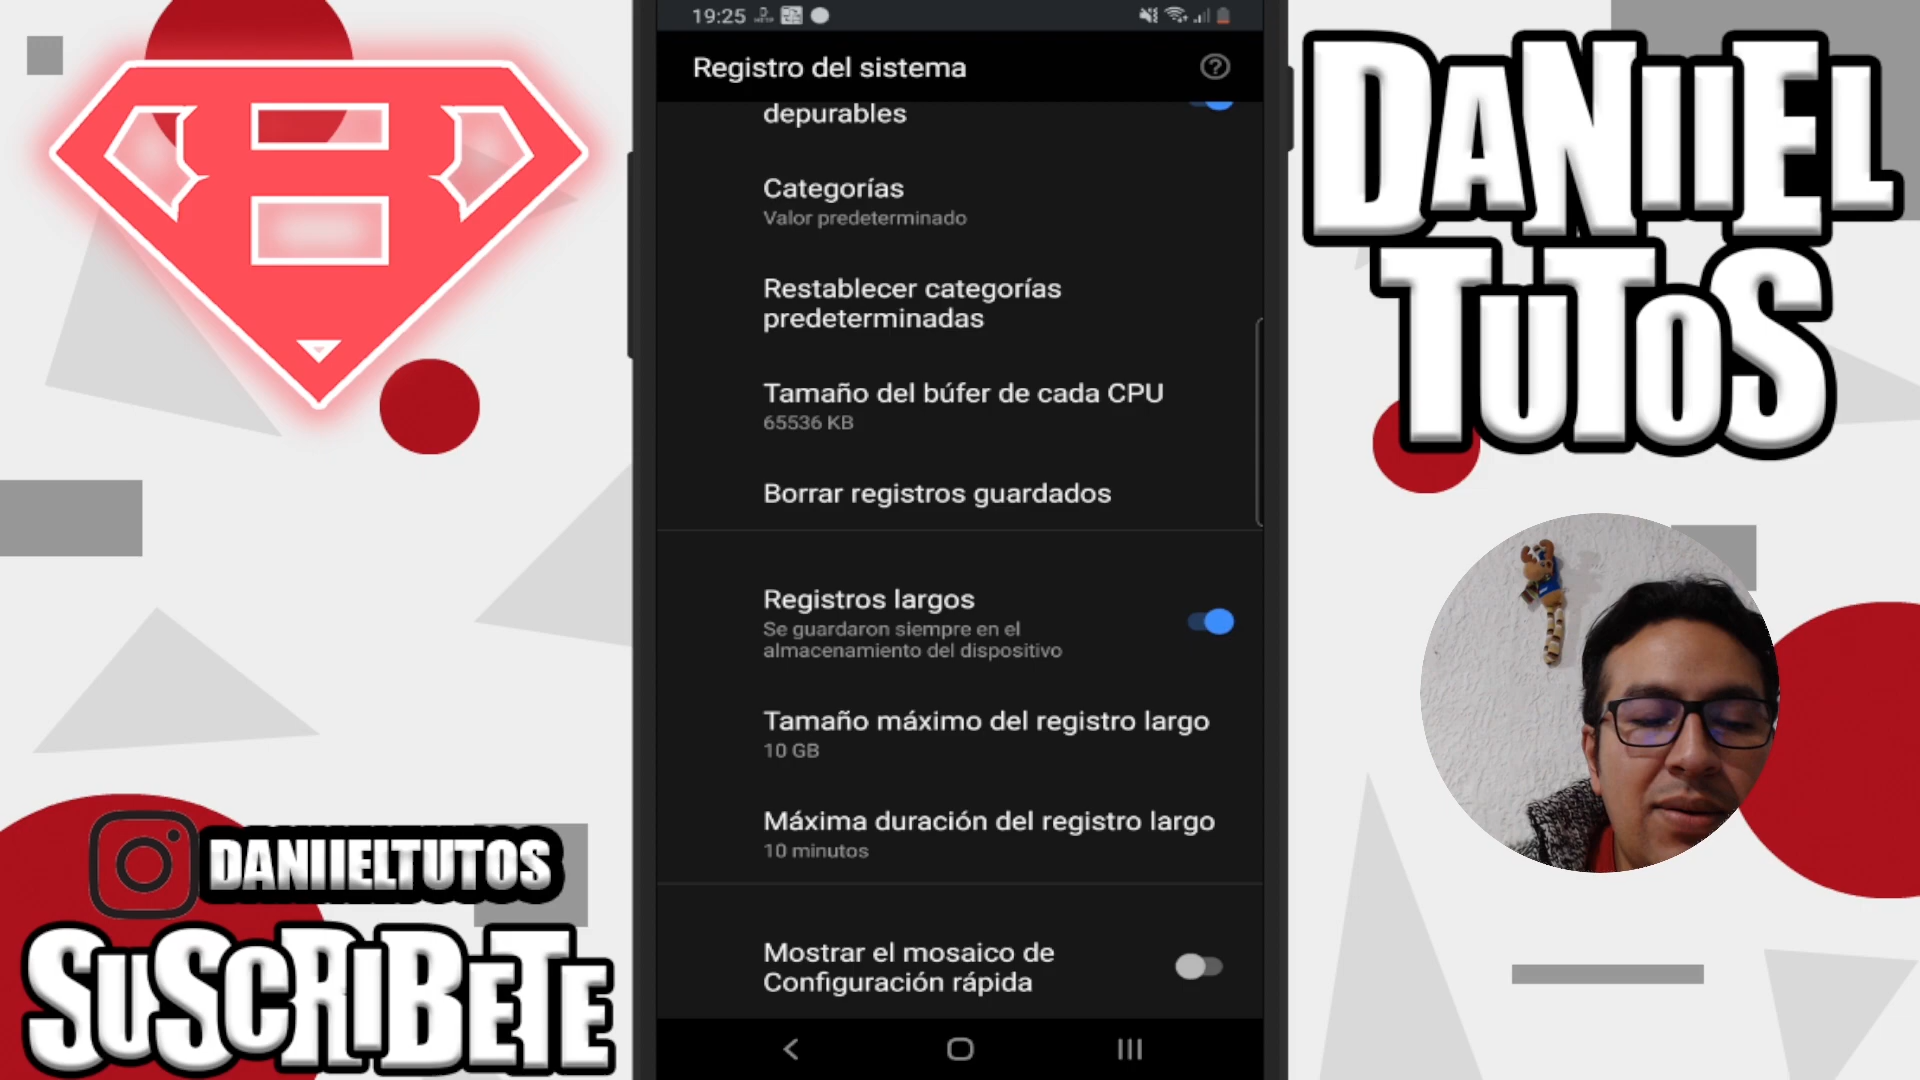 19:25
Registro del sistema
depurables
Categorías
Valor predeterminado
Restablecer categorías
predeterminadas
Tamaño del búfer de cada CPU
65536 KB
Borrar registros guardados
Registros largos
Se guardaron siempre en el
almacenamiento del dispositivo
Tamaño máximo del registro largo
10 GB
Máxima duración del registro largo
10 minutos
Mostrar el mosaico de
Configuración rápida
DANIIEL
TUTOS
DANIIELTUTOS
SUSCRIBETE